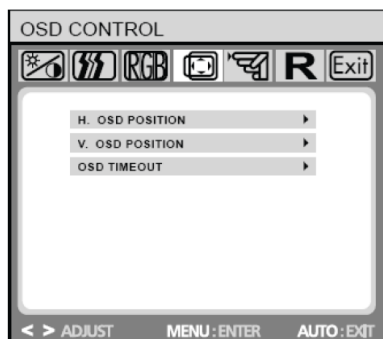 OSD CONTROL
RGB R Exit
H. OSD POSITION
V. OSD POSITION
OSD TIMEOUT
< > ADJUST MENU : ENTER AUTO : EXIT